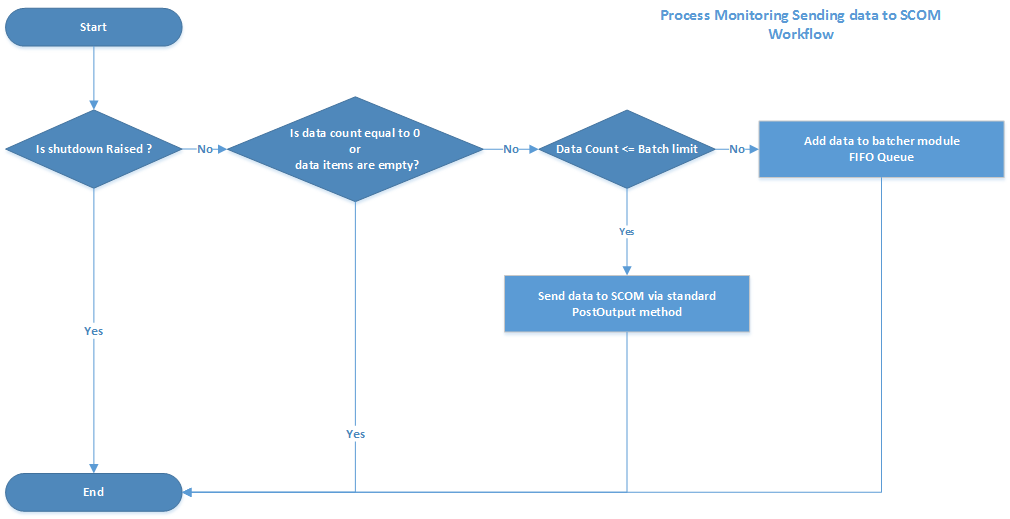 Process Monitoring Sending data to SCOM
Workflow
Start
Is shutdown Raised ?
No
Is data count equal to 0
or
data items are empty?
No
Data Count <= Batch limit
No
Add data to batcher module
FIFO Queue
Yes
Send data to SCOM via standard
PostOutput method
Yes
Yes
End